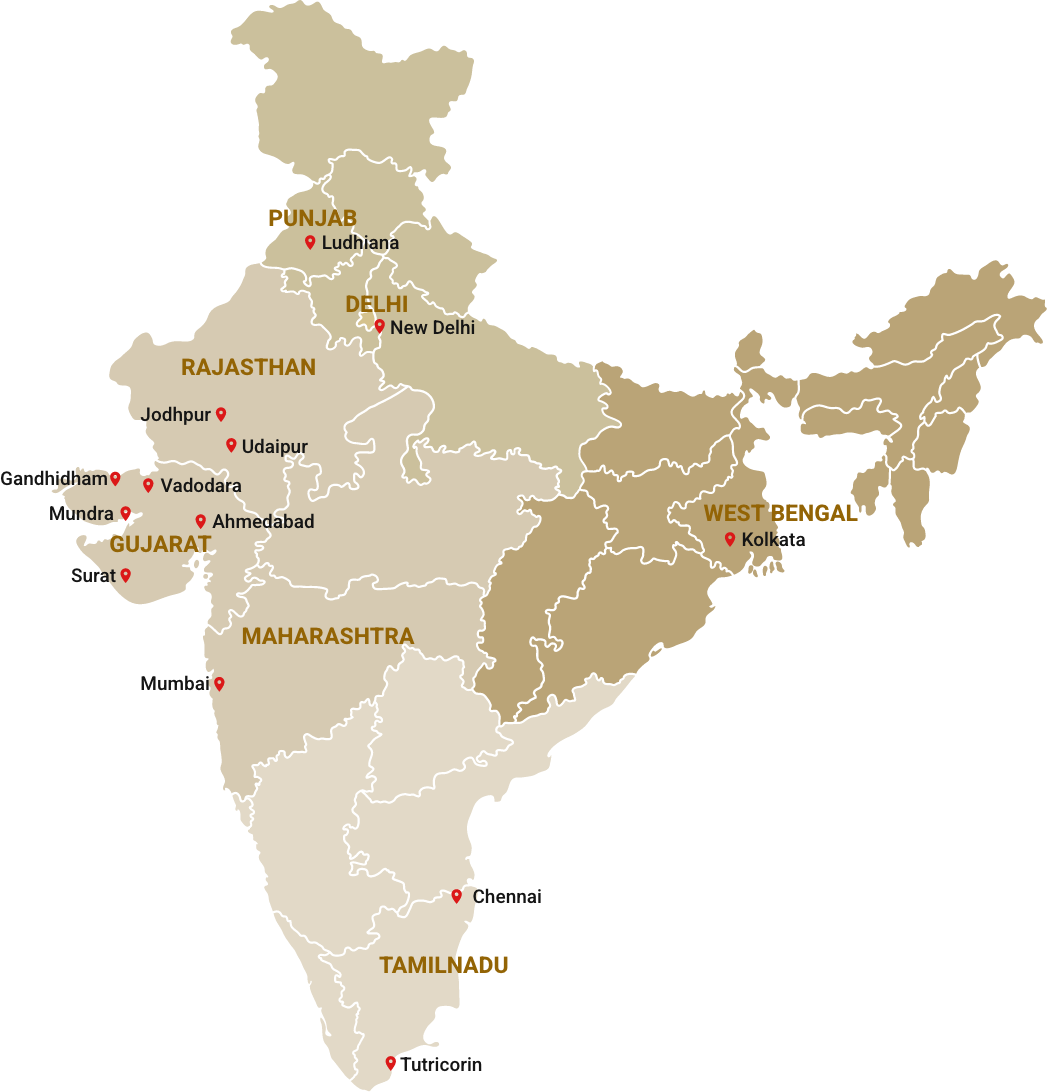 PUNJAB
Ludhiana
DELHI
New Delhi
RAJASTHAN
Jodhpur
Udaipur
Gandhidham
Vadodara
Mundra
Ahmedabad
GUJARAT
Surat
WEST BENGAL
Kolkata
MAHARASHTRA
Mumbai
Chennai
TAMILNADU
Tutricorin